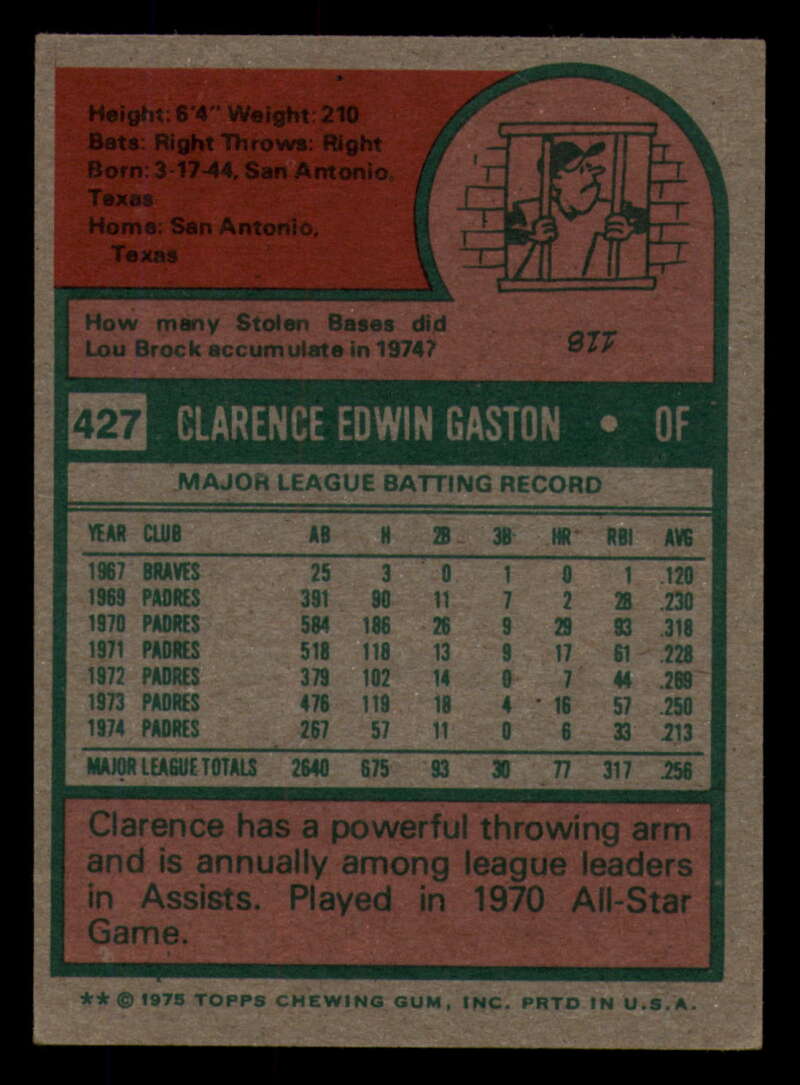 Height: 6'4" Weight: 210
Bats: Right Throws: Right
Born: 3-17-44, San Antonio,
Texas
Home: San Antonio,
Texas
How many Stolen Bases did
Lou Brock accumulate in 1974?
118
427 CLARENCE EDWIN GASTON • OF
MAJOR LEAGUE BATTING RECORD
YEAR CLUB AB H 2B 3B HR RBI AVG
1967 BRAVES 25 3 0 1 0 1 .120
1969 PADRES 391 90 11 7 2 28 .230
1970 PADRES 584 186 26 9 29 93 .318
1971 PADRES 518 118 13 9 17 61 .228
1972 PADRES 379 102 14 0 7 44 .269
1973 PADRES 476 119 18 4 16 57 .250
1974 PADRES 267 57 11 0 6 33 .213
MAJOR LEAGUE TOTALS 2640 675 93 30 77 317 .256
Clarence has a powerful throwing arm
and is annually among league leaders
in Assists. Played in 1970 All-Star
Game.
** © 1975 TOPPS CHEWING GUM, INC. PRTD IN U.S.A.